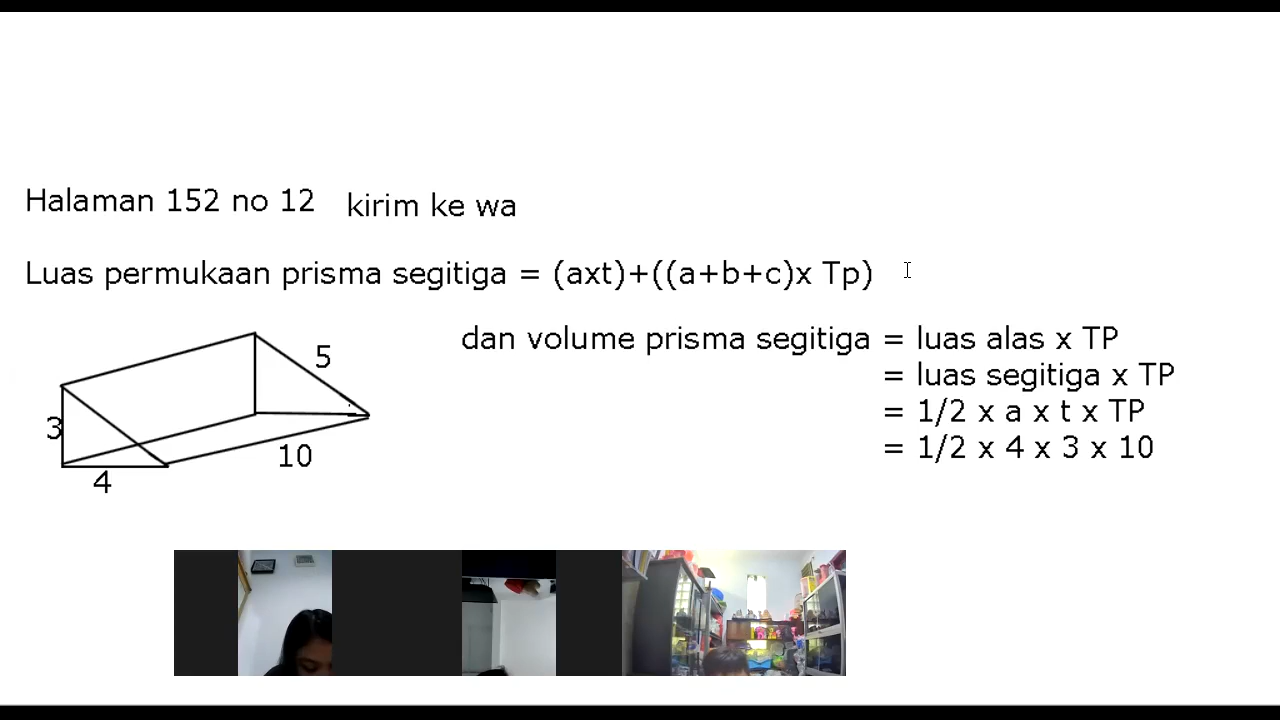 Halaman 152 no 12 kirim ke wa
Luas permukaan prisma segitiga = (axt)+((a+b+c)x Tp)
dan volume prisma segitiga = luas alas x TP
= luas segitiga x TP
= 1/2 x a x t x TP
= 1/2 x 4 x 3 x 10
5
3
10
4